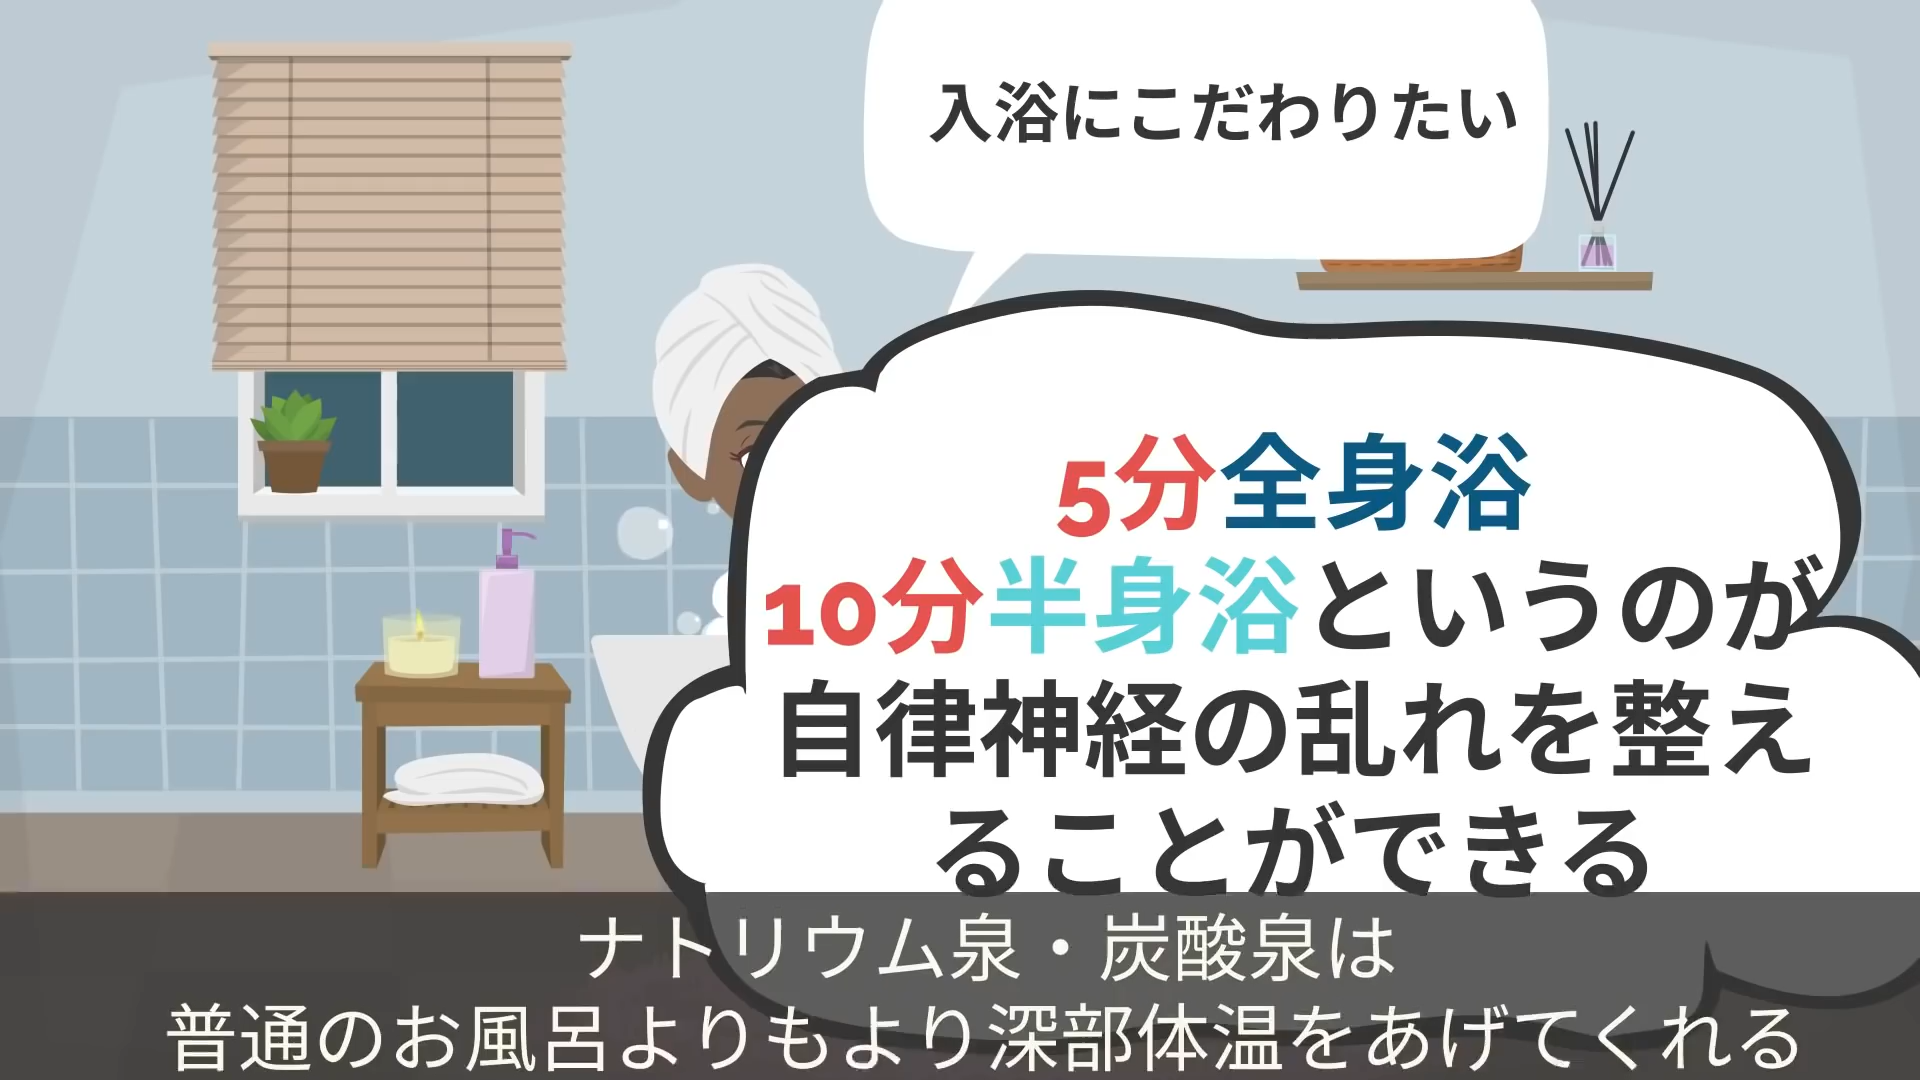 入浴にこだわりたい
5分全身浴
10分半身浴というのが
自律神経の乱れを整え
ることができる
ナトリウム泉・炭酸泉は
普通のお風呂よりもより深部体温をあげてくれる